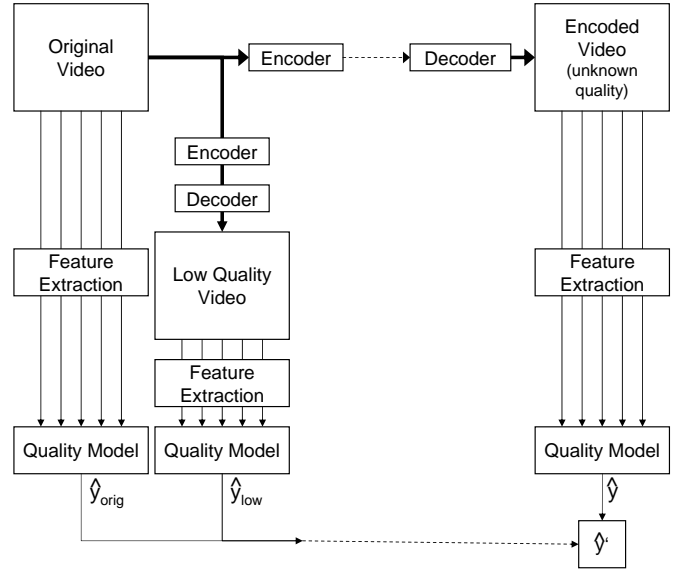 Original
Video
Encoder
Decoder
Encoded
Video
(unknown
quality)
Encoder
Decoder
Low Quality
Video
Feature
Extraction
Feature
Extraction
Feature
Extraction
Quality Model
Quality Model
Quality Model
ŷorig
ŷlow
ŷ
ŷ‘